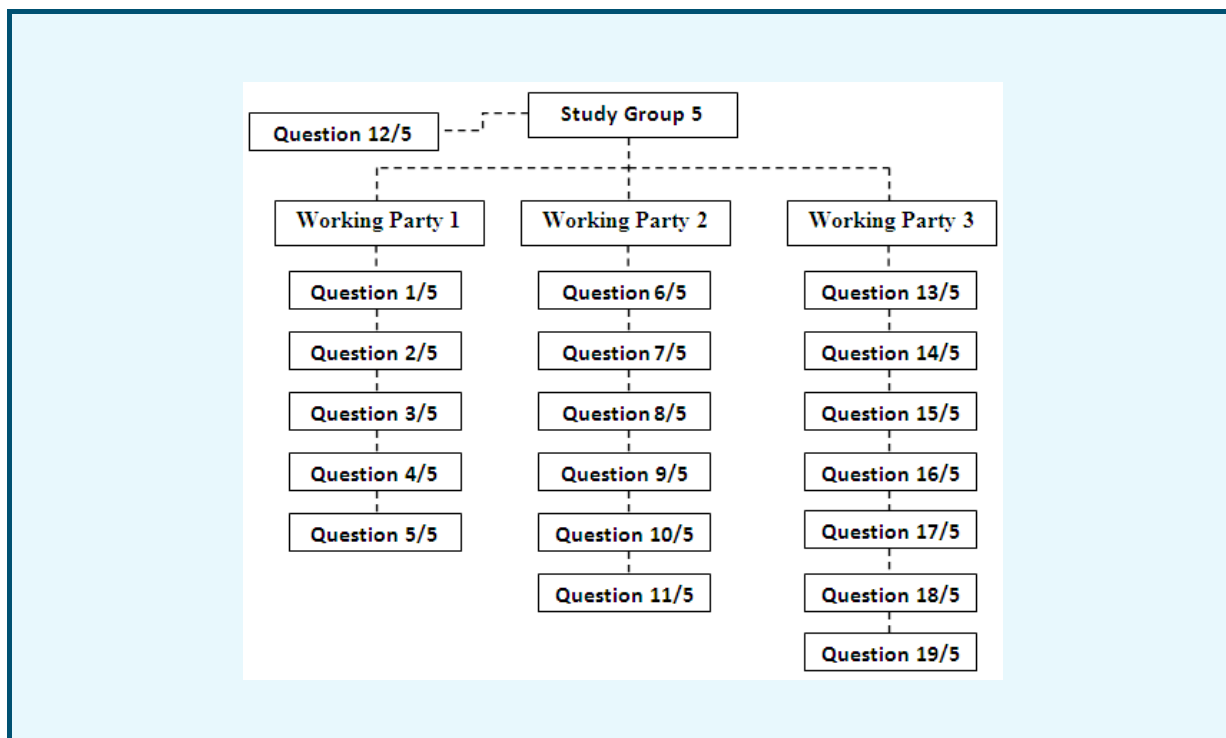 Study Group 5
Question 12/5
Working Party 1
Question 1/5
Question 2/5
Question 3/5
Question 4/5
Question 5/5
Working Party 2
Question 6/5
Question 7/5
Question 8/5
Question 9/5
Question 10/5
Question 11/5
Working Party 3
Question 13/5
Question 14/5
Question 15/5
Question 16/5
Question 17/5
Question 18/5
Question 19/5